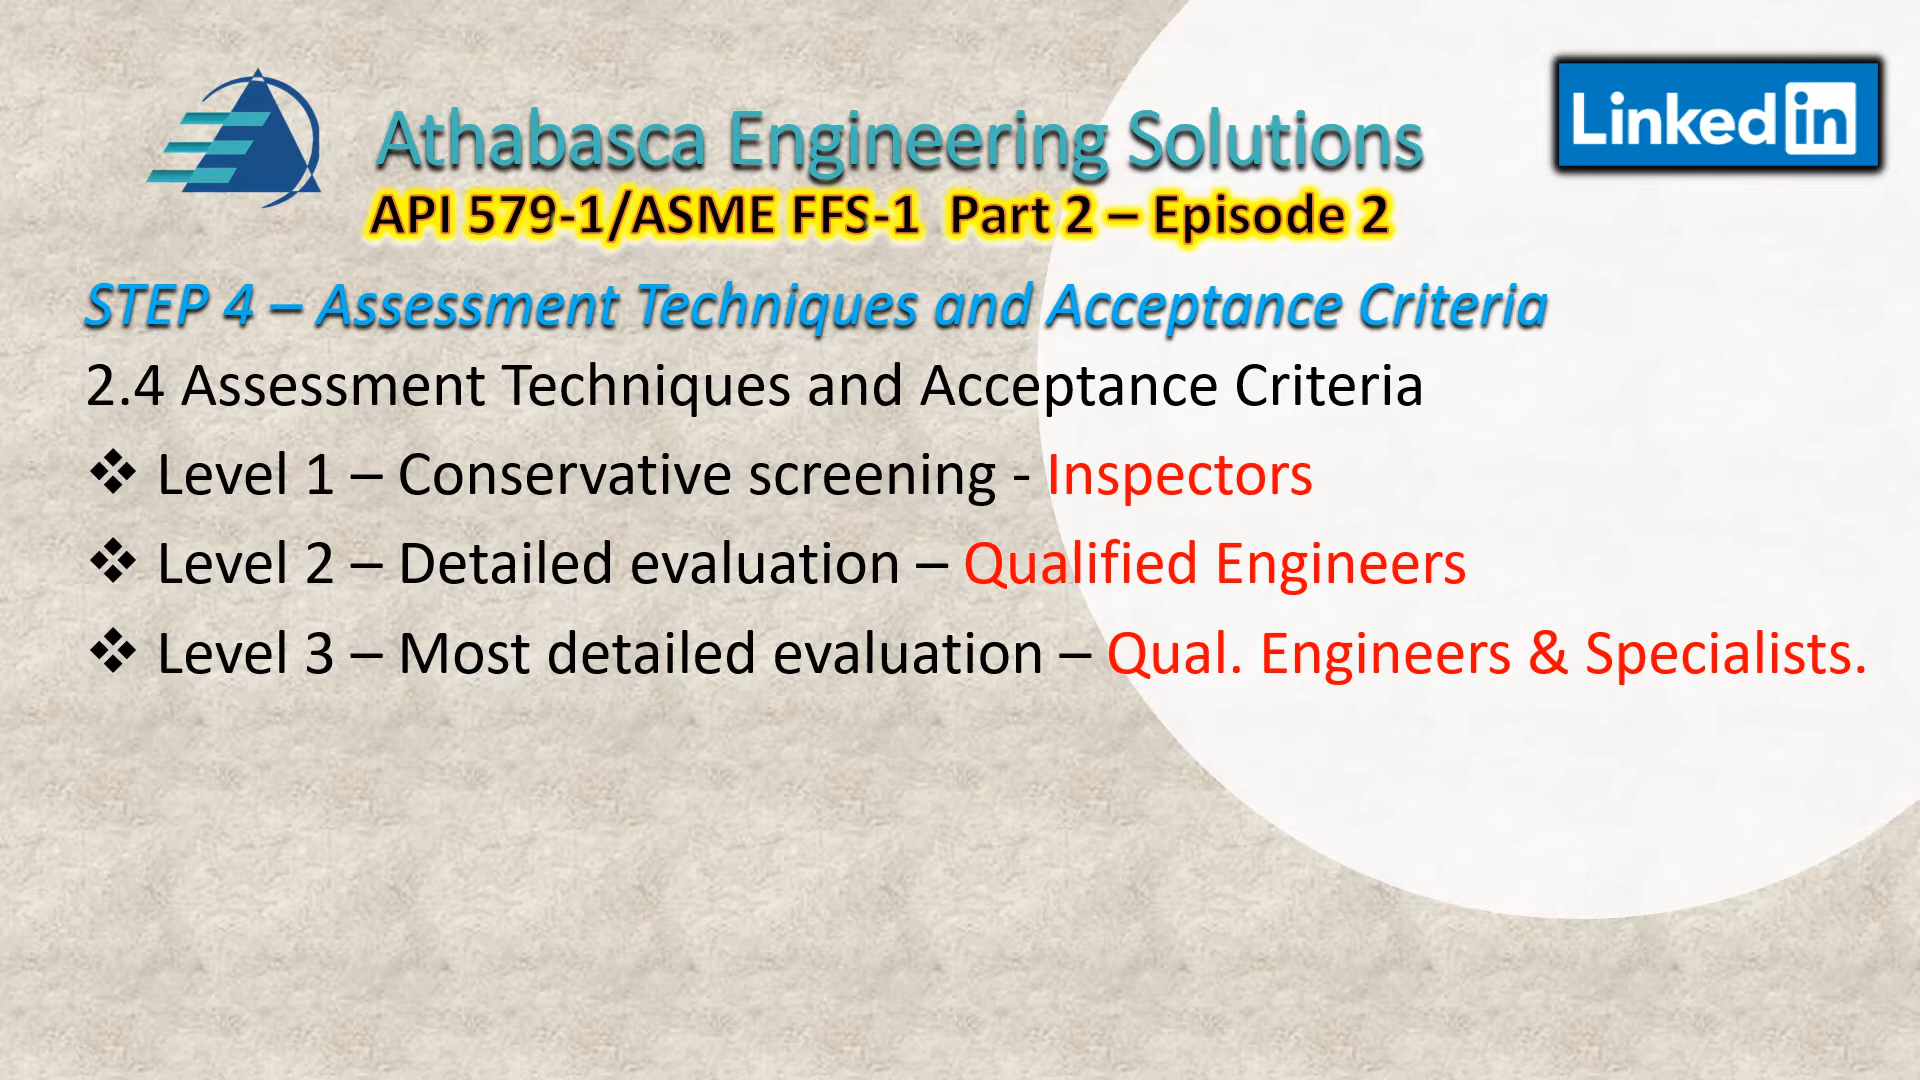 Athabasca Engineering Solutions
Linked in
API 579-1/ASME FFS-1 Part 2 – Episode 2
STEP 4 – Assessment Techniques and Acceptance Criteria
2.4 Assessment Techniques and Acceptance Criteria
❖ Level 1 – Conservative screening - Inspectors
❖ Level 2 – Detailed evaluation – Qualified Engineers
❖ Level 3 – Most detailed evaluation – Qual. Engineers & Specialists.